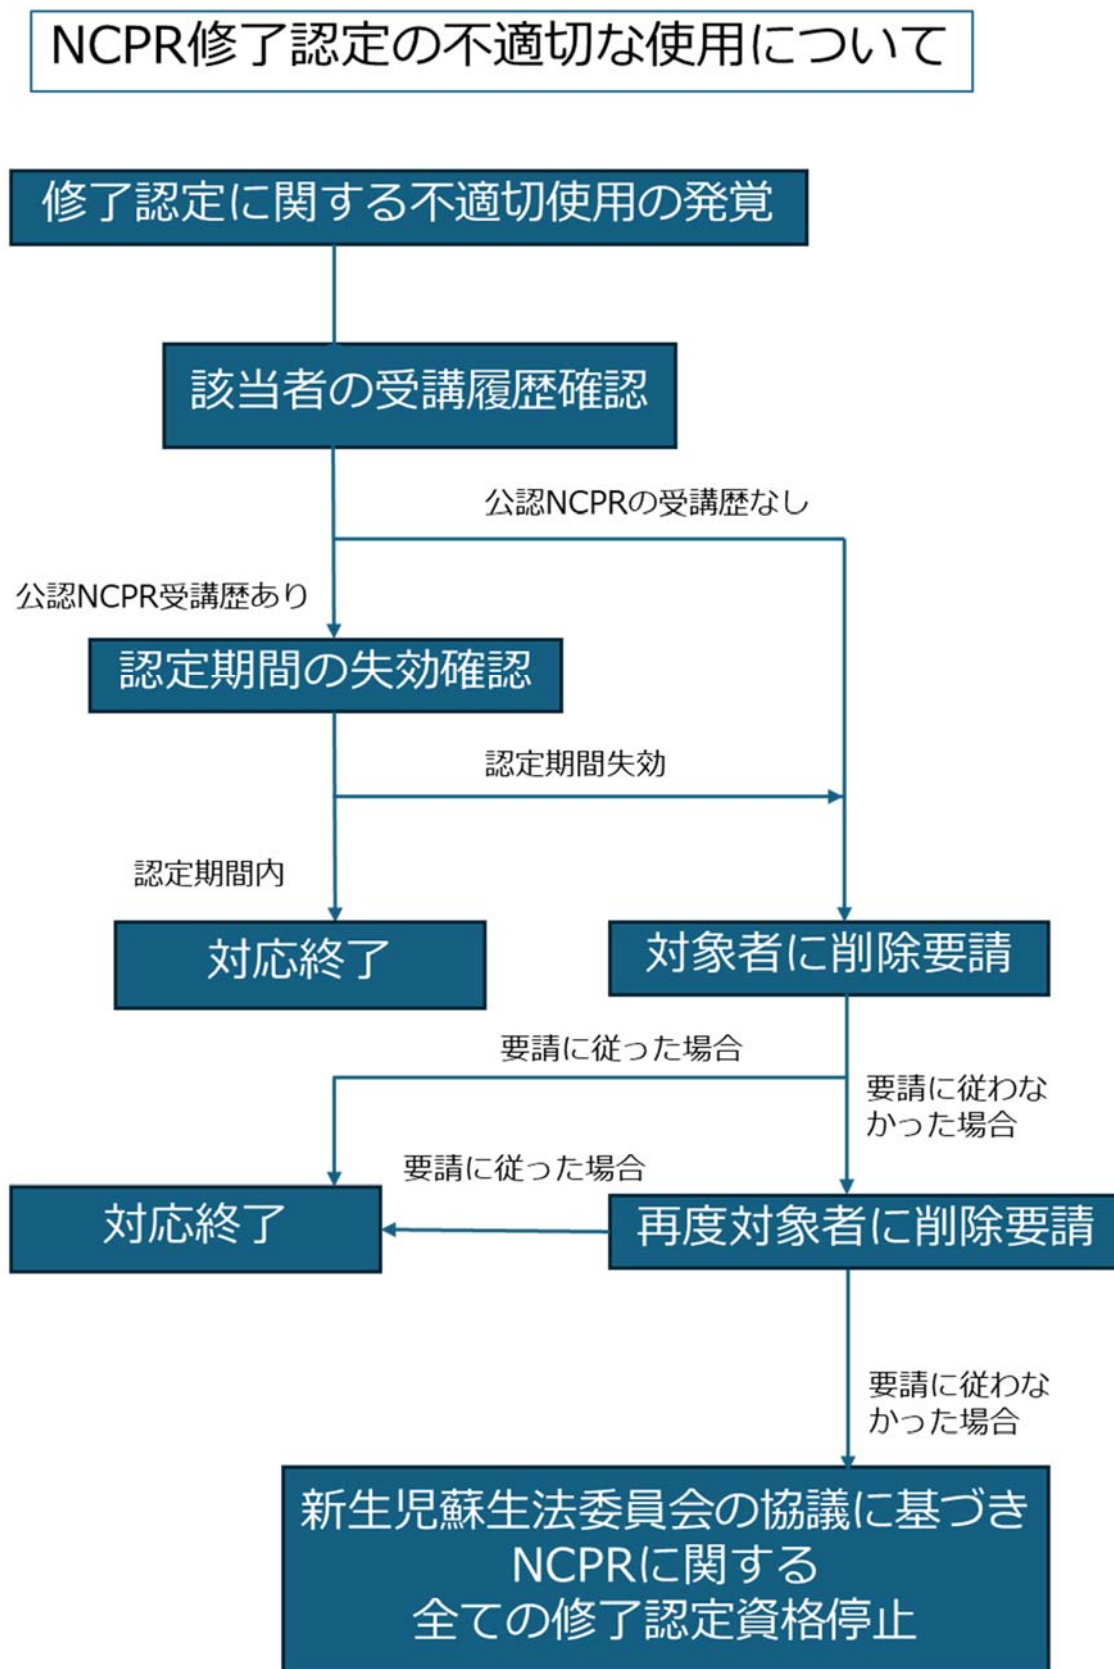 NCPR修了認定の不適切な使用について
修了認定に関する不適切使用の発覚
該当者の受講履歴確認
公認NCPRの受講歴なし
公認NCPR受講歴あり
認定期間の失効確認
認定期間失効
認定期間内
対応終了
対象者に削除要請
要請に従った場合
要請に従わな
かった場合
要請に従った場合
対応終了
再度対象者に削除要請
要請に従わな
かった場合
新生児蘇生法委員会の協議に基づき
NCPRに関する
全ての修了認定資格停止